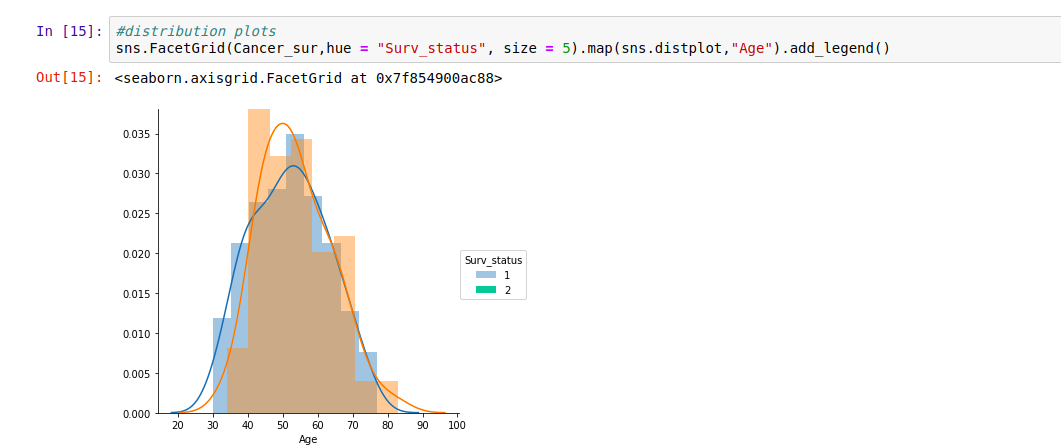 In [15]: #distribution plots
sns.FacetGrid(Cancer_sur,hue = "Surv_status", size = 5).map(sns.distplot,"Age").add_legend()
Out[15]: <seaborn.axisgrid.FacetGrid at 0x7f854900ac88>
0.035
0.030
0.025
0.020
0.015
0.010
0.005
0.000
Surv_status
1
2
20 30 40 50 60 70 80 90 100
Age